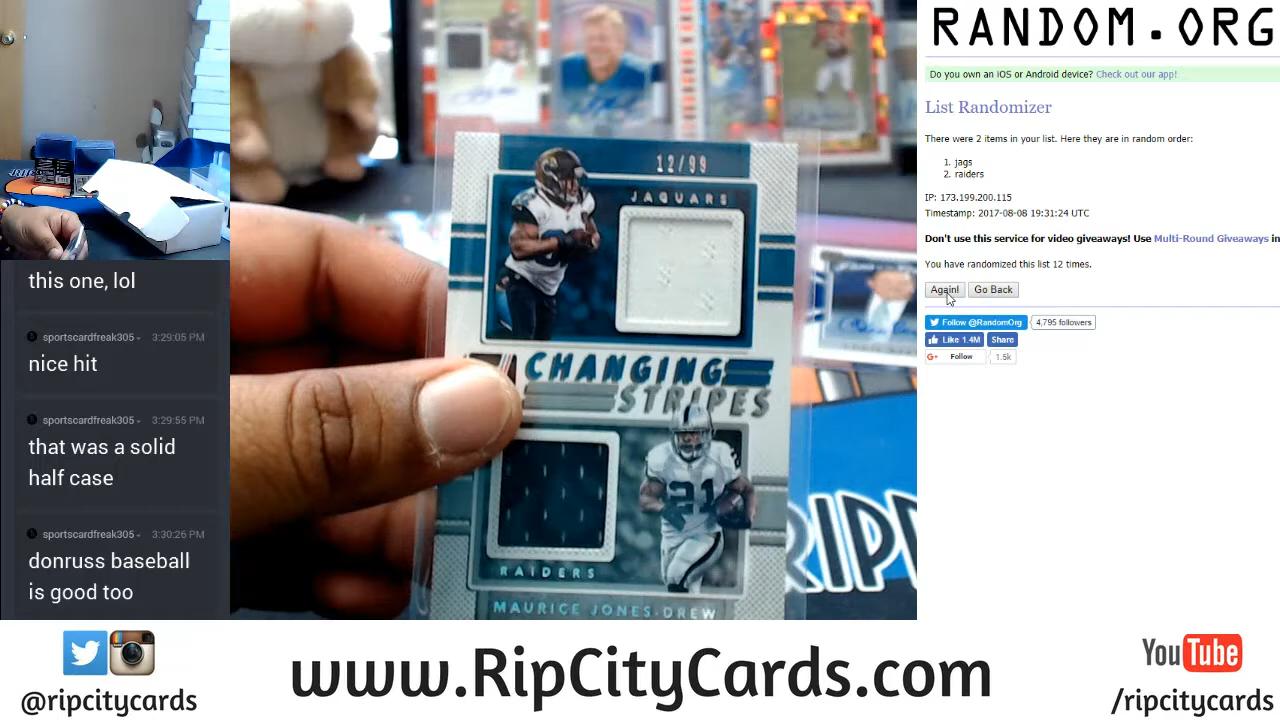 this one, lol
sportscardfreak305 3:29:05 PM
nice hit
sportscardfreak305 3:29:55 PM
that was a solid
half case
sportscardfreak305 3:30:26 PM
donruss baseball
is good too
12/99
JAGUARS
CHANGING
STRIPES
21
RAIDERS
MAURICE JONES-DREW
RIPP
RANDOM.ORG
Do you own an iOS or Android device? Check out our app!
List Randomizer
There were 2 items in your list. Here they are in random order:
1. jags
2. raiders
IP: 173.199.200.115
Timestamp: 2017-08-08 19:31:24 UTC
Don't use this service for video giveaways! Use Multi-Round Giveaways in
You have randomized this list 12 times.
Again! Go Back
Follow @RandomOrg 4,795 followers
Like 1.4M Share
G+ Follow 1.5k
@ripcitycards
www.RipCityCards.com
YouTube
/ripcitycards